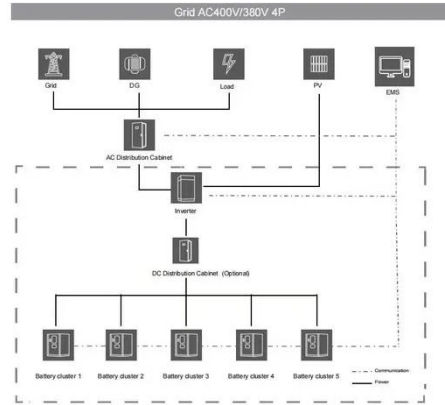 Grid AC400V/380V 4P
Grid
DG
Load
PV
EMS
AC Distribution Cabinet
Inverter
DC Distribution Cabinet (Optional)
Battery cluster 1
Battery cluster 2
Battery cluster 3
Battery cluster 4
Battery cluster 5
Communication
Power